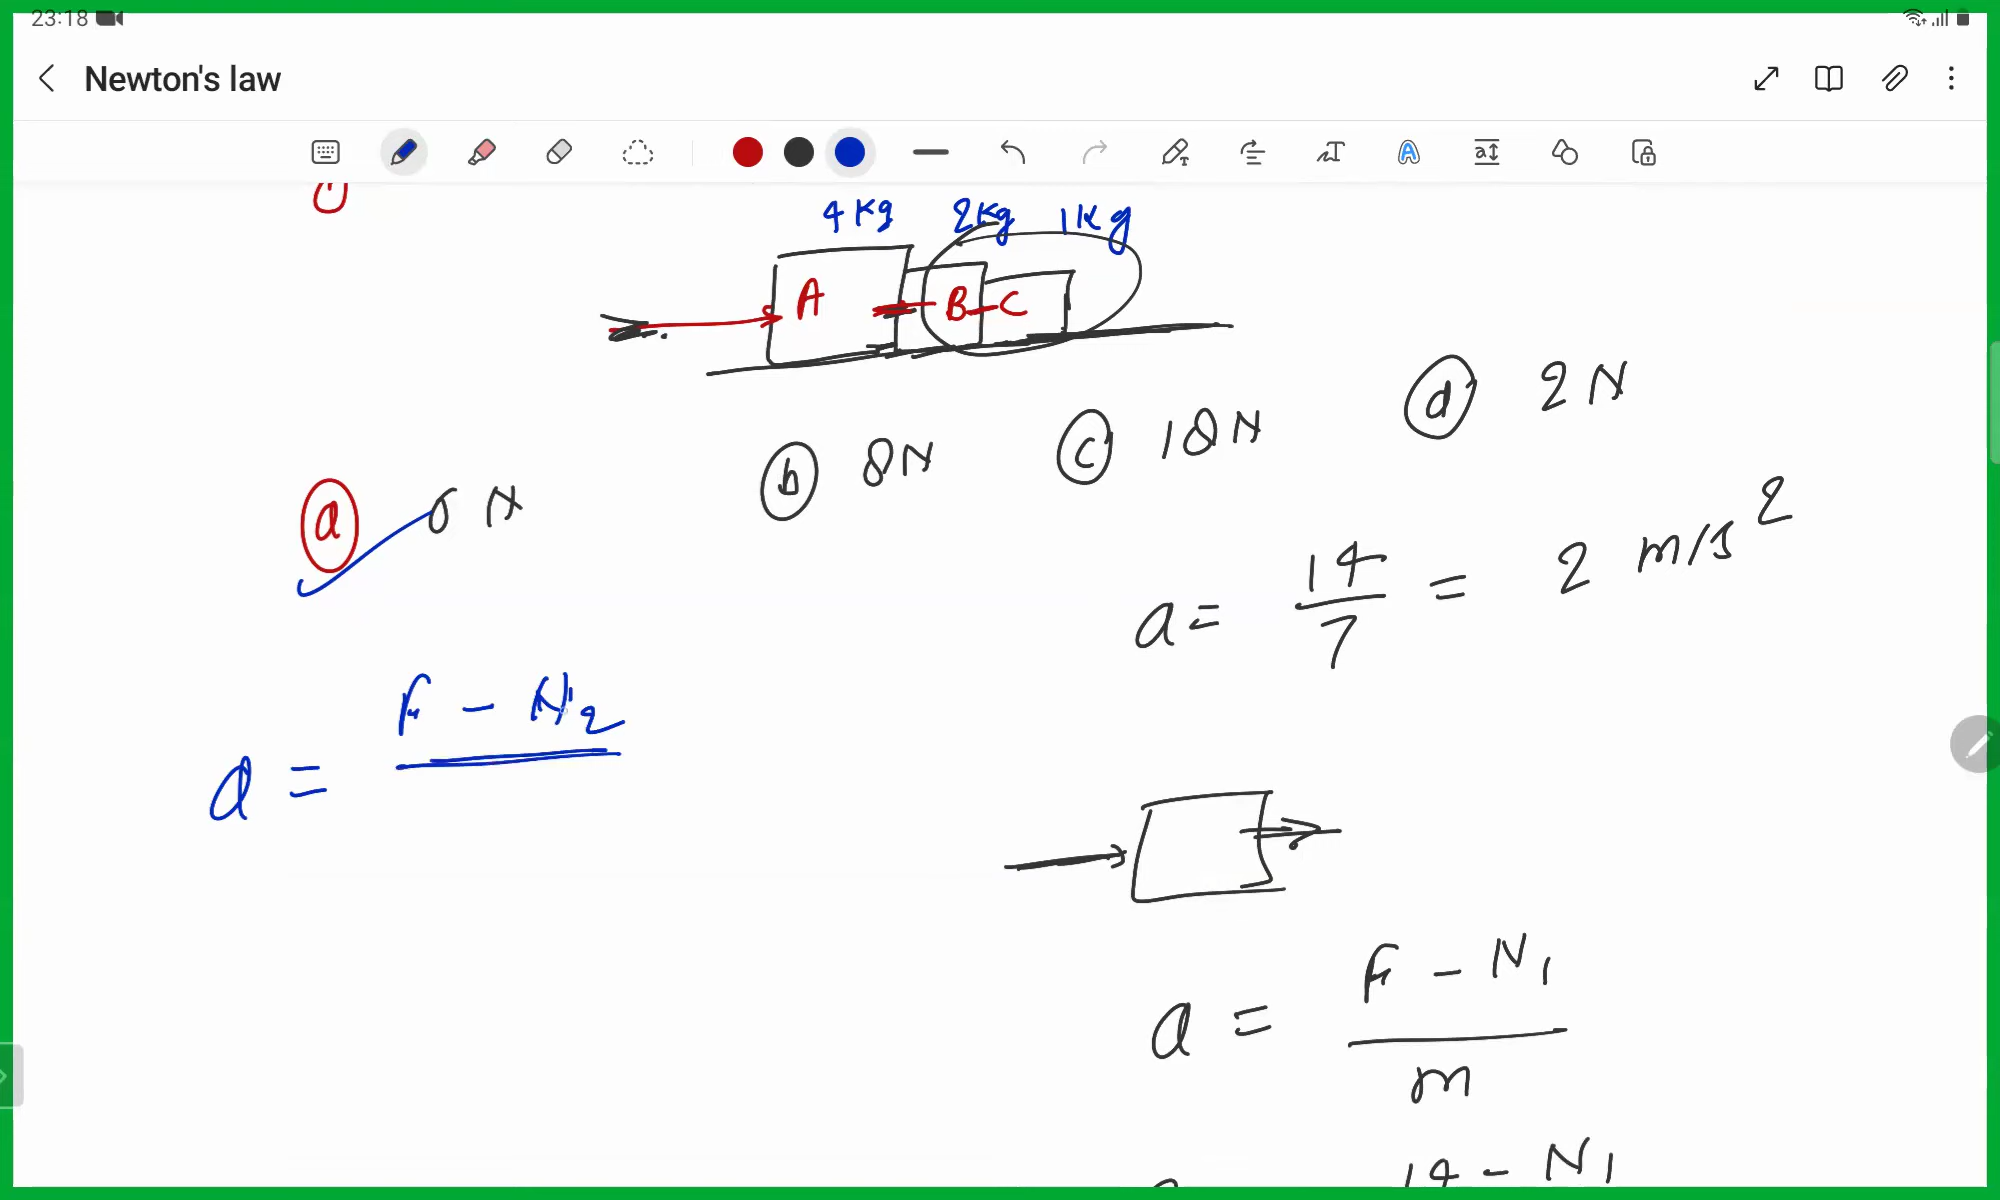 23:18
Newton's law
4 Kg 2Kg 1Kg
A B C
a 6 N b 8N c 18N d 2 N
a = 14/7 = 2 m/s²
a = F - N2
a = F - N1
m
14 - N1